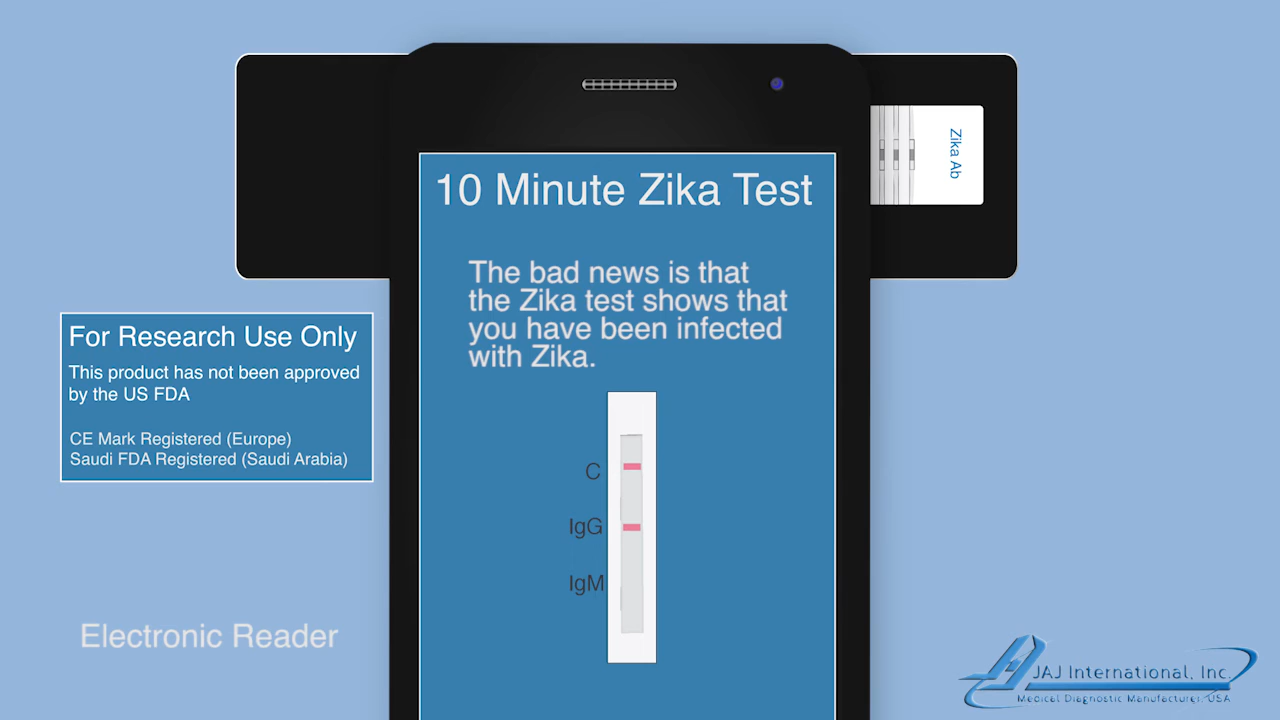 10 Minute Zika Test
The bad news is that
the Zika test shows that
you have been infected
with Zika.
C
IgG
IgM
Zika Ab
For Research Use Only
This product has not been approved
by the US FDA
CE Mark Registered (Europe)
Saudi FDA Registered (Saudi Arabia)
Electronic Reader
JAJ International, Inc.
Medical Diagnostic Manufacturer, USA